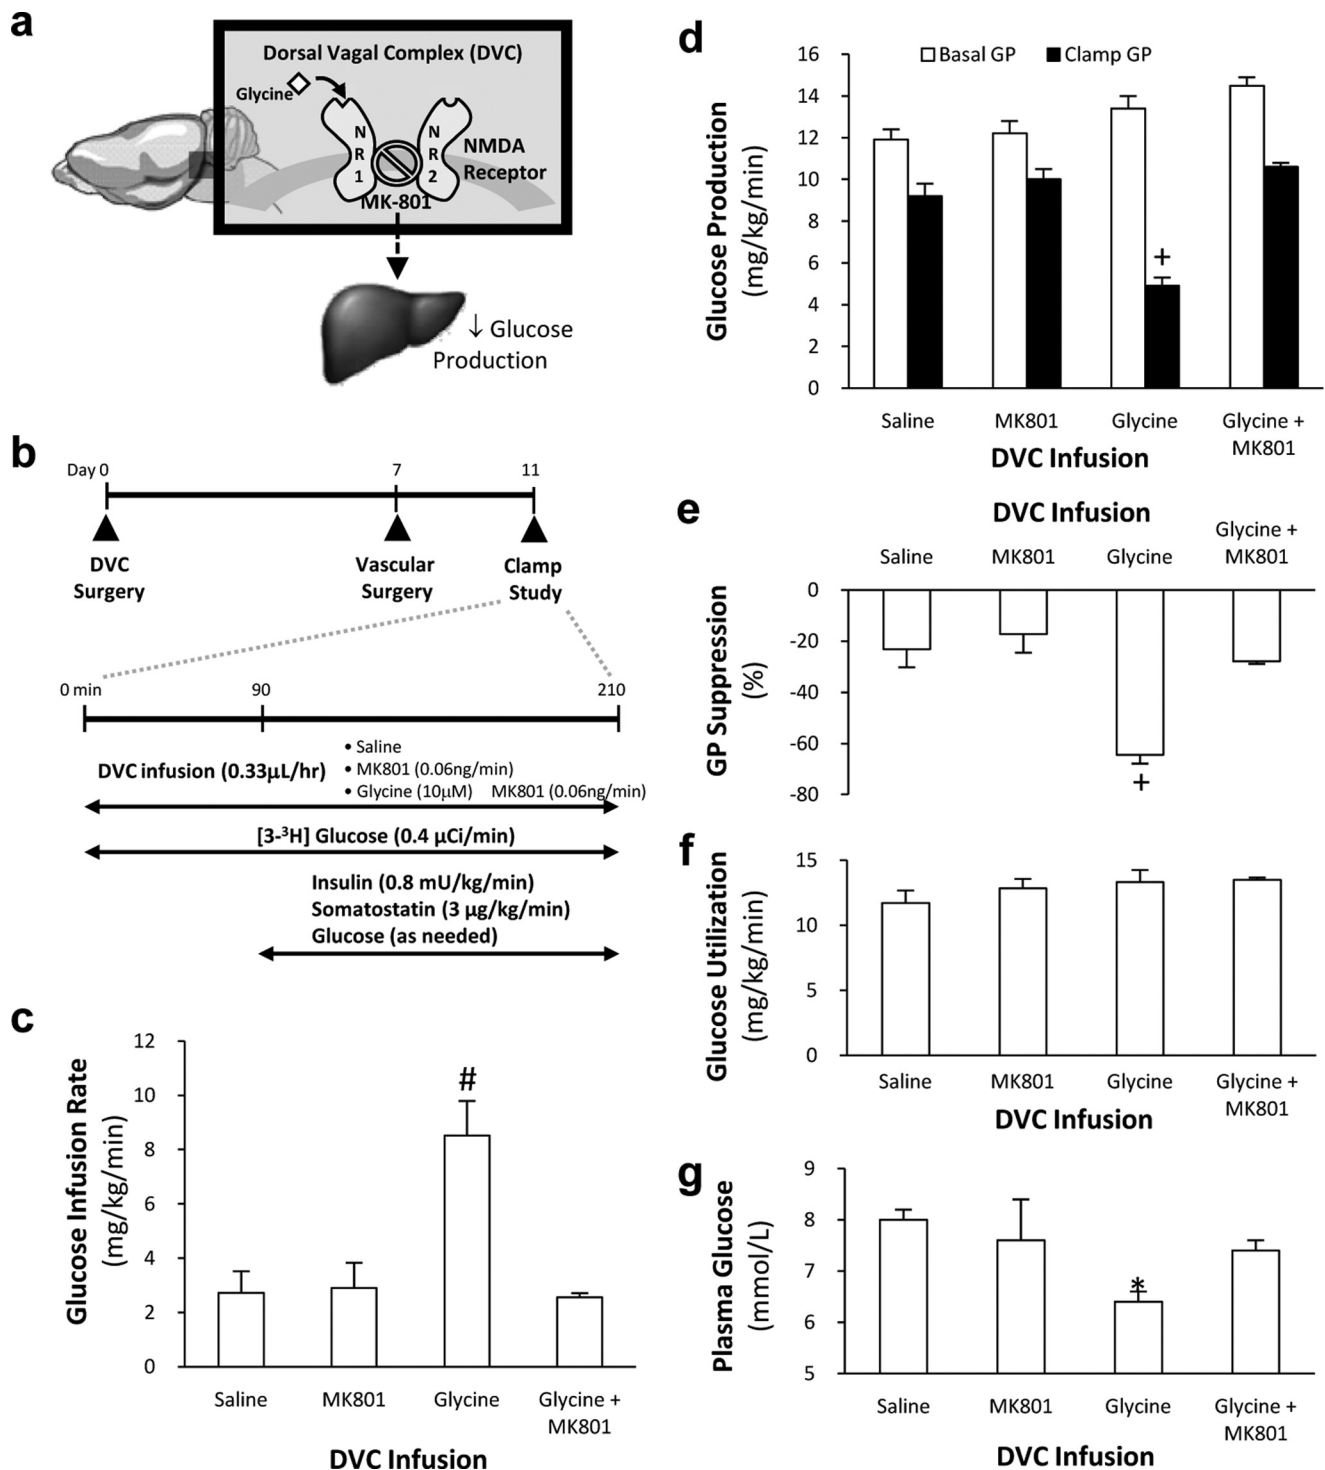 a
Dorsal Vagal Complex (DVC)
Glycine
N
R
1
N
R
2
NMDA
Receptor
MK-801
↓ Glucose
Production
b
Day 0 7 11
DVC
Surgery
Vascular
Surgery
Clamp
Study
0 min 90 210
DVC infusion (0.33µL/hr)
• Saline
• MK801 (0.06ng/min)
• Glycine (10µM) MK801 (0.06ng/min)
[3-³H] Glucose (0.4 µCi/min)
Insulin (0.8 mU/kg/min)
Somatostatin (3 µg/kg/min)
Glucose (as needed)
c
Glucose Infusion Rate
(mg/kg/min)
12
10
8
6
4
2
0
#
Saline MK801 Glycine Glycine +
MK801
DVC Infusion
d
Glucose Production
(mg/kg/min)
Basal GP Clamp GP
16
14
12
10
8
6
4
2
0
+
Saline MK801 Glycine Glycine +
MK801
DVC Infusion
e
DVC Infusion
Saline MK801 Glycine Glycine +
MK801
GP Suppression
(%)
0
-20
-40
-60
-80
+
f
Glucose Utilization
(mg/kg/min)
15
10
5
0
Saline MK801 Glycine Glycine +
MK801
DVC Infusion
g
Plasma Glucose
(mmol/L)
9
8
7
6
5
*
Saline MK801 Glycine Glycine +
MK801
DVC Infusion